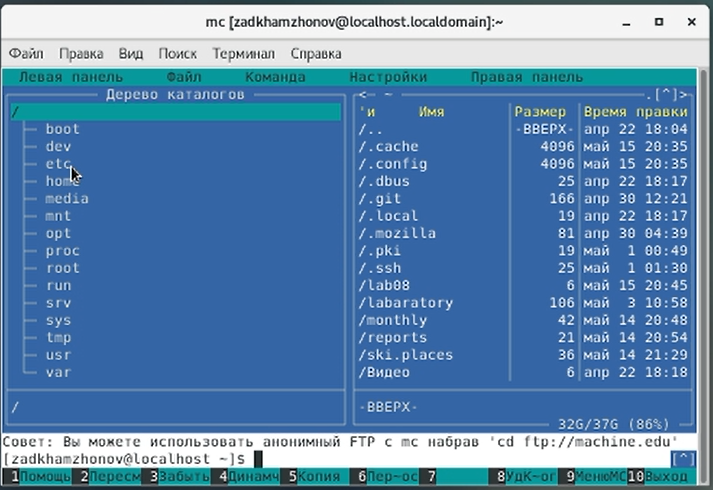 mc [zadkhamzhonov@localhost.localdomain]:~
Файл Правка Вид Поиск Терминал Справка
Левая панель Файл Команда Настройки Правая панель
Дерево каталогов
/
boot
dev
etc
home
media
mnt
opt
proc
root
run
srv
sys
tmp
usr
var
/
<— ~ .[^]>
'и Имя Размер Время правки
/.. -ВВЕРХ- апр 22 18:04
/.cache 4096 май 15 20:35
/.config 4096 май 15 20:35
/.dbus 25 апр 22 18:17
/.git 166 апр 30 12:21
/.local 19 апр 22 18:17
/.mozilla 81 апр 30 04:39
/.pki 19 май 1 00:49
/.ssh 25 май 1 01:30
/lab08 6 май 15 20:45
/labaratory 106 май 3 10:58
/monthly 42 май 14 20:48
/reports 21 май 14 20:54
/ski.places 36 май 14 21:29
/Видео 6 апр 22 18:18
-ВВЕРХ-
32G/37G (86%)
Совет: Вы можете использовать анонимный FTP с mc набрав 'cd ftp://machine.edu'
[zadkhamzhonov@localhost ~]$ [^]
1Помощь 2Пересм 3Забыть 4Динамч 5Копия 6Пер~ос 7 8УдК~ог 9МенюMC 10Выход